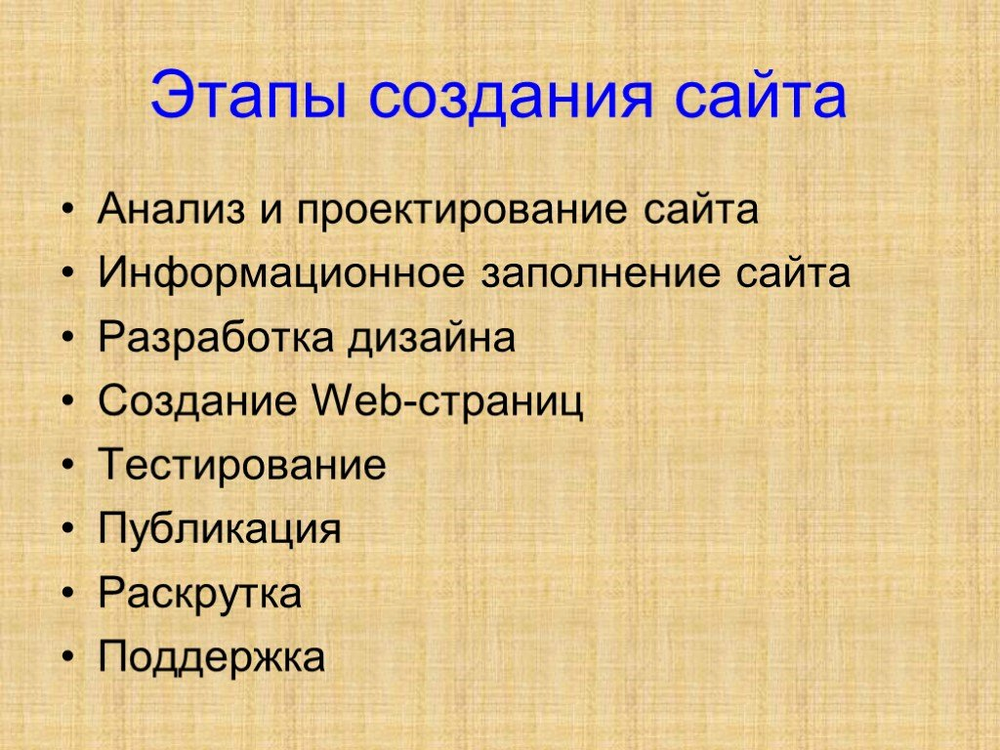 Этапы создания сайта
• Анализ и проектирование сайта
• Информационное заполнение сайта
• Разработка дизайна
• Создание Web-страниц
• Тестирование
• Публикация
• Раскрутка
• Поддержка